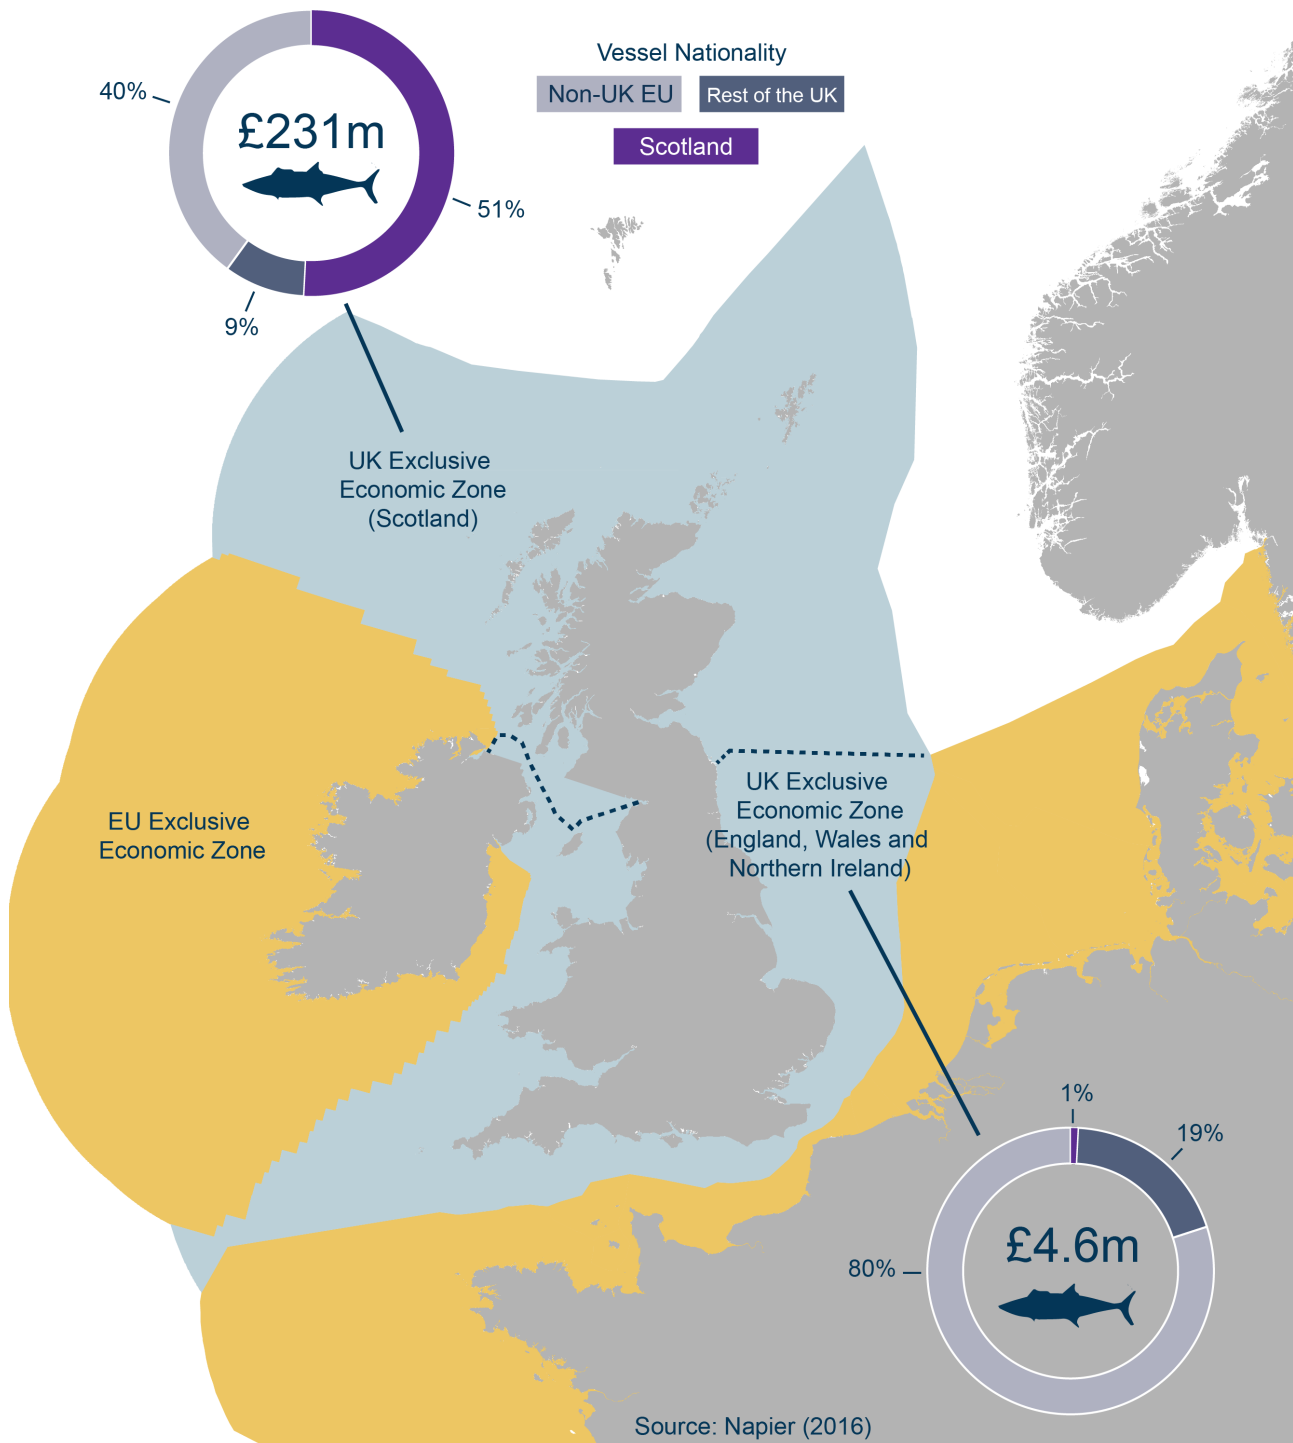 Vessel Nationality
Non-UK EU
Rest of the UK
Scotland
40%
£231m
51%
9%
UK Exclusive
Economic Zone
(Scotland)
EU Exclusive
Economic Zone
UK Exclusive
Economic Zone
(England, Wales and
Northern Ireland)
1%
19%
£4.6m
80%
Source: Napier (2016)